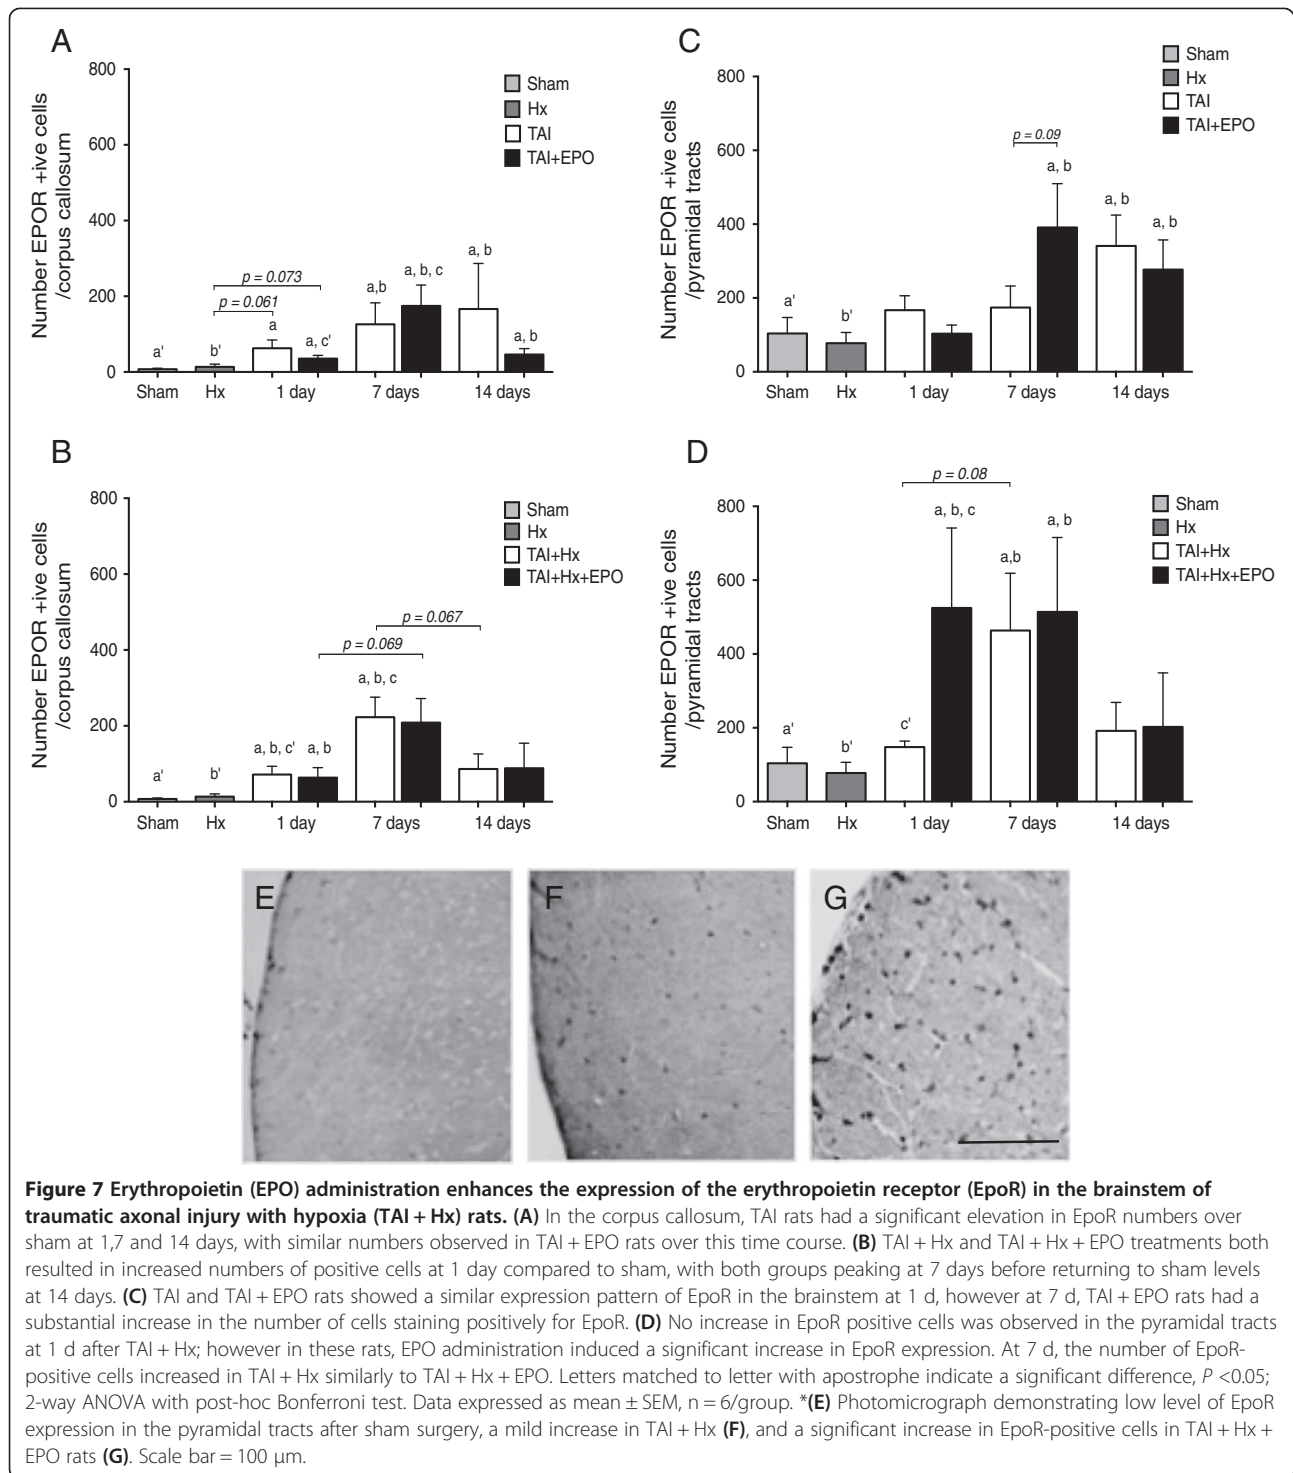 A
800
600
400
200
0
Number EPOR +ive cells
/corpus callosum
Sham
Hx
TAI
TAI+EPO
p = 0.073
p = 0.061
a'
b'
a
a, c'
a,b
a, b, c
a, b
a, b
Sham Hx 1 day 7 days 14 days
C
800
600
400
200
0
Number EPOR +ive cells
/pyramidal tracts
Sham
Hx
TAI
TAI+EPO
p = 0.09
a'
b'
a, b
a, b
a, b
Sham Hx 1 day 7 days 14 days
B
800
600
400
200
0
Number EPOR +ive cells
/corpus callosum
Sham
Hx
TAI+Hx
TAI+Hx+EPO
p = 0.067
p = 0.069
a'
b'
a, b, c'
a, b
a, b, c
Sham Hx 1 day 7 days 14 days
D
800
600
400
200
0
Number EPOR +ive cells
/pyramidal tracts
Sham
Hx
TAI+Hx
TAI+Hx+EPO
p = 0.08
a'
b'
c'
a, b, c
a,b
a, b
Sham Hx 1 day 7 days 14 days
E
F
G
Figure 7 Erythropoietin (EPO) administration enhances the expression of the erythropoietin receptor (EpoR) in the brainstem of
traumatic axonal injury with hypoxia (TAI + Hx) rats. (A) In the corpus callosum, TAI rats had a significant elevation in EpoR numbers over
sham at 1,7 and 14 days, with similar numbers observed in TAI + EPO rats over this time course. (B) TAI + Hx and TAI + Hx + EPO treatments both
resulted in increased numbers of positive cells at 1 day compared to sham, with both groups peaking at 7 days before returning to sham levels
at 14 days. (C) TAI and TAI + EPO rats showed a similar expression pattern of EpoR in the brainstem at 1 d, however at 7 d, TAI + EPO rats had a
substantial increase in the number of cells staining positively for EpoR. (D) No increase in EpoR positive cells was observed in the pyramidal tracts
at 1 d after TAI + Hx; however in these rats, EPO administration induced a significant increase in EpoR expression. At 7 d, the number of EpoR-
positive cells increased in TAI + Hx similarly to TAI + Hx + EPO. Letters matched to letter with apostrophe indicate a significant difference, P <0.05;
2-way ANOVA with post-hoc Bonferroni test. Data expressed as mean ± SEM, n = 6/group. *(E) Photomicrograph demonstrating low level of EpoR
expression in the pyramidal tracts after sham surgery, a mild increase in TAI + Hx (F), and a significant increase in EpoR-positive cells in TAI + Hx +
EPO rats (G). Scale bar = 100 μm.